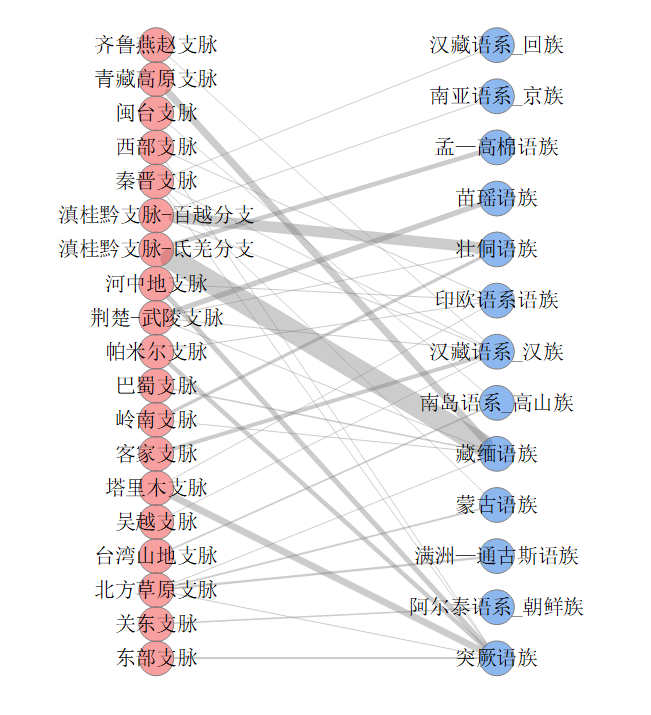 齐鲁燕赵支脉
青藏高原支脉
闽台支脉
西部支脉
秦晋支脉
滇桂黔支脉-百越分支
滇桂黔支脉-氐羌分支
河中地支脉
荆楚-武陵支脉
帕米尔支脉
巴蜀支脉
岭南支脉
客家支脉
塔里木支脉
吴越支脉
台湾山地支脉
北方草原支脉
关东支脉
东部支脉
汉藏语系_回族
南亚语系_京族
孟—高棉语族
苗瑶语族
壮侗语族
印欧语系语族
汉藏语系_汉族
南岛语系_高山族
藏缅语族
蒙古语族
满洲—通古斯语族
阿尔泰语系_朝鲜族
突厥语族